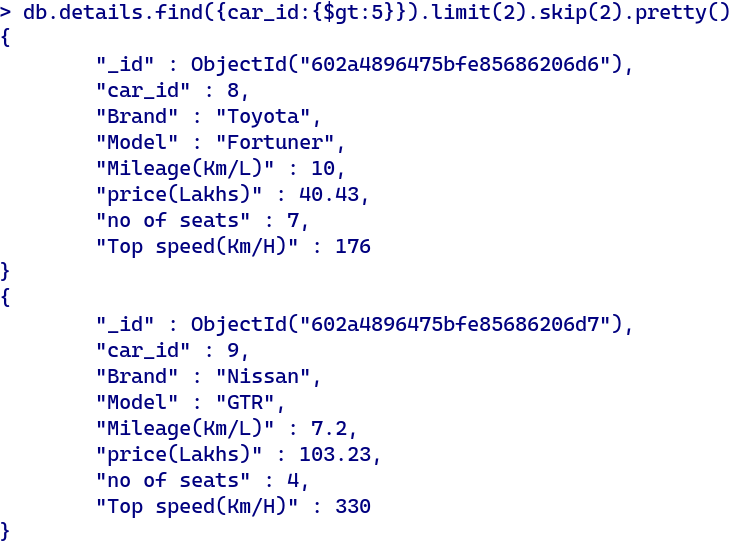 > db.details.find({car_id:{$gt:5}}).limit(2).skip(2).pretty()
{
        "_id" : ObjectId("602a4896475bfe85686206d6"),
        "car_id" : 8,
        "Brand" : "Toyota",
        "Model" : "Fortuner",
        "Mileage(Km/L)" : 10,
        "price(Lakhs)" : 40.43,
        "no of seats" : 7,
        "Top speed(Km/H)" : 176
}
{
        "_id" : ObjectId("602a4896475bfe85686206d7"),
        "car_id" : 9,
        "Brand" : "Nissan",
        "Model" : "GTR",
        "Mileage(Km/L)" : 7.2,
        "price(Lakhs)" : 103.23,
        "no of seats" : 4,
        "Top speed(Km/H)" : 330
}